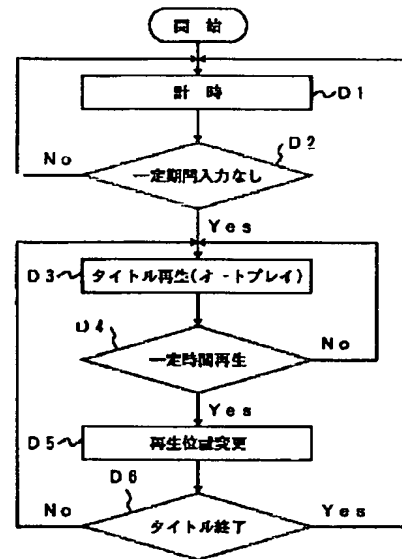 開始
計時
D1
D2
一定期間入力なし
No
Yes
D3
タイトル再生(オートプレイ)
D4
一定時間再生
No
Yes
D5
再生位置変更
D6
タイトル終了
No
Yes